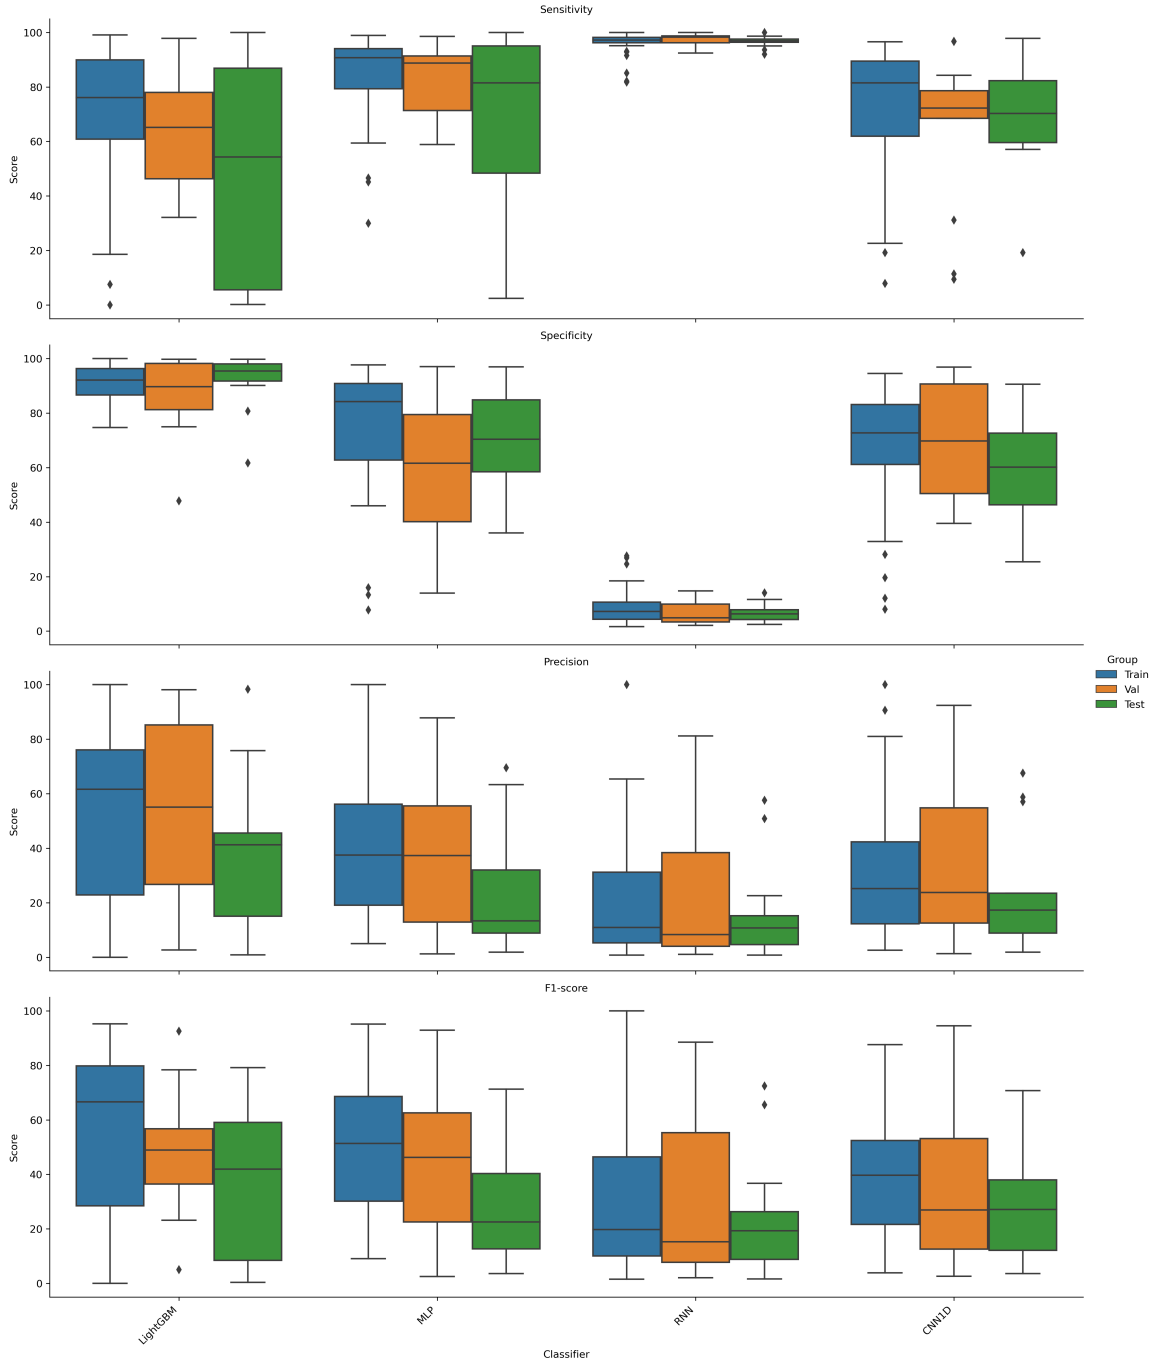 Sensitivity
100
80
60
40
20
0
Score
Specificity
100
80
60
40
20
0
Score
Precision
100
80
60
40
20
0
Score
Group
Train
Val
Test
F1-score
100
80
60
40
20
0
Score
LightGBM
MLP
RNN
CNN1D
Classifier